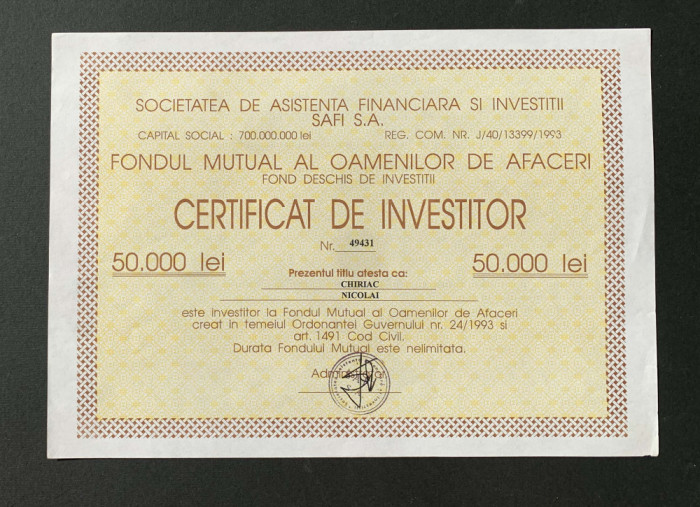 SOCIETATEA DE ASISTENTA FINANCIARA SI INVESTITII
SAFI S.A.
CAPITAL SOCIAL : 700.000.000 lei REG. COM. NR. J/40/13399/1993
FONDUL MUTUAL AL OAMENILOR DE AFACERI
FOND DESCHIS DE INVESTITII
CERTIFICAT DE INVESTITOR
Nr. 49431
50.000 lei 50.000 lei
Prezentul titlu atesta ca:
CHIRIAC
NICOLAI
este investitor la Fondul Mutual al Oamenilor de Afaceri
creat in temeiul Ordonantei Guvernului nr. 24/1993 si
art. 1491 Cod Civil.
Durata Fondului Mutual este nelimitata.